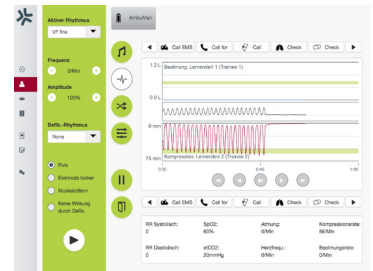 Aktiver Rhythmus
VF fine
Frequenz
0/Min
Amplitude
100%
Defib.-Rhythmus
None
Puls
Elektrode locker
Muskelzittern
Keine Wirkung
durch Defib.
AmbuMan
Call EMS
Call for
Call
Check
Check
1.2 L
Beatmung: Lernende/r 1 (Trainee 1)
0.0 L
0 mm
75 mm
Kompression: Lernende/r 2 (Trainee 2)
0:30
0:45
1:00
Call EMS
Call for
Call
Check
Check
RR Systolisch:
0
SpO2:
60%
Atmung:
0/Min
Kompressionsrate:
56/Min
RR Diastolisch:
0
etCO2:
20mmHg
Herzfrequ.:
0/Min
Beatmungsrate:
0/Min